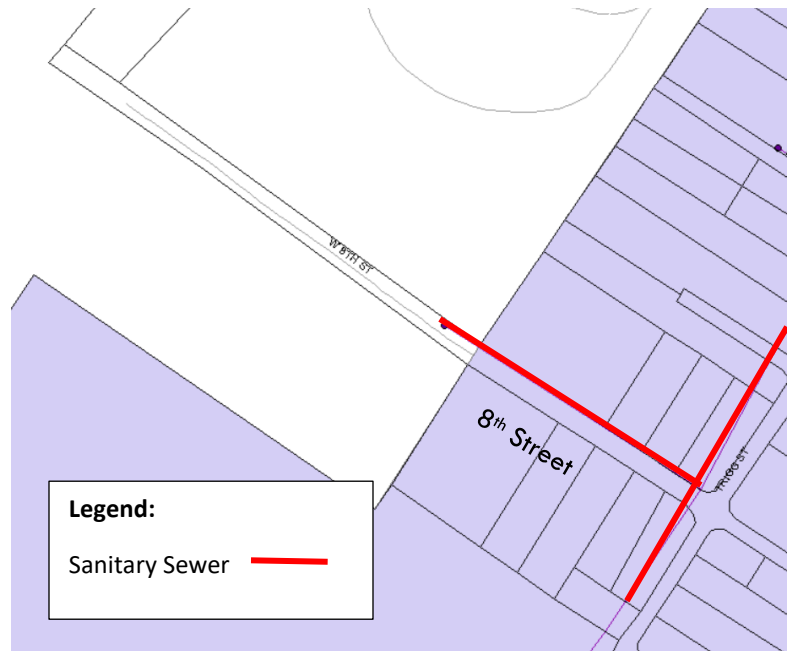 W 8TH ST
8th Street
TRIGG ST
Legend:
Sanitary Sewer